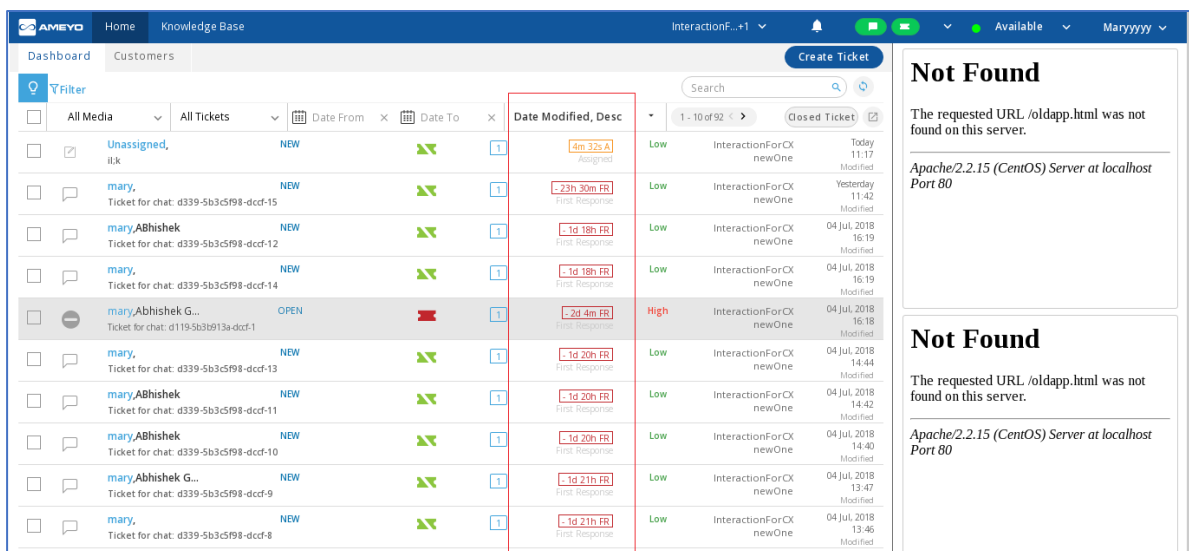 AMEYO Home Knowledge Base InteractionF...+1 Available Maryyyyy
Dashboard Customers Create Ticket
Filter Search
All Media All Tickets Date From × Date To × Date Modified, Desc 1 - 10 of 92 < > Closed Ticket
Unassigned, NEW 1 4m 32s A Low InteractionForCX Today
il;k Assigned newOne 11:17
Modified
mary, NEW 1 - 23h 30m FR Low InteractionForCX Yesterday
Ticket for chat: d339-5b3c5f98-dccf-15 First Response newOne 11:42
Modified
mary,ABhishek NEW 1 - 1d 18h FR Low InteractionForCX 04 Jul, 2018
Ticket for chat: d339-5b3c5f98-dccf-12 First Response newOne 16:19
Modified
mary, NEW 1 - 1d 18h FR Low InteractionForCX 04 Jul, 2018
Ticket for chat: d339-5b3c5f98-dccf-14 First Response newOne 16:19
Modified
mary,Abhishek G... OPEN 1 - 2d 4m FR High InteractionForCX 04 Jul, 2018
Ticket for chat: d119-5b3b913a-dccf-1 First Response newOne 16:18
Modified
mary, NEW 1 - 1d 20h FR Low InteractionForCX 04 Jul, 2018
Ticket for chat: d339-5b3c5f98-dccf-13 First Response newOne 14:44
Modified
mary,ABhishek NEW 1 - 1d 20h FR Low InteractionForCX 04 Jul, 2018
Ticket for chat: d339-5b3c5f98-dccf-11 First Response newOne 14:42
Modified
mary,ABhishek NEW 1 - 1d 20h FR Low InteractionForCX 04 Jul, 2018
Ticket for chat: d339-5b3c5f98-dccf-10 First Response newOne 14:40
Modified
mary,Abhishek G... NEW 1 - 1d 21h FR Low InteractionForCX 04 Jul, 2018
Ticket for chat: d339-5b3c5f98-dccf-9 First Response newOne 13:47
Modified
mary, NEW 1 - 1d 21h FR Low InteractionForCX 04 Jul, 2018
Ticket for chat: d339-5b3c5f98-dccf-8 First Response newOne 13:46
Modified
Not Found
The requested URL /oldapp.html was not
found on this server.
Apache/2.2.15 (CentOS) Server at localhost
Port 80
Not Found
The requested URL /oldapp.html was not
found on this server.
Apache/2.2.15 (CentOS) Server at localhost
Port 80